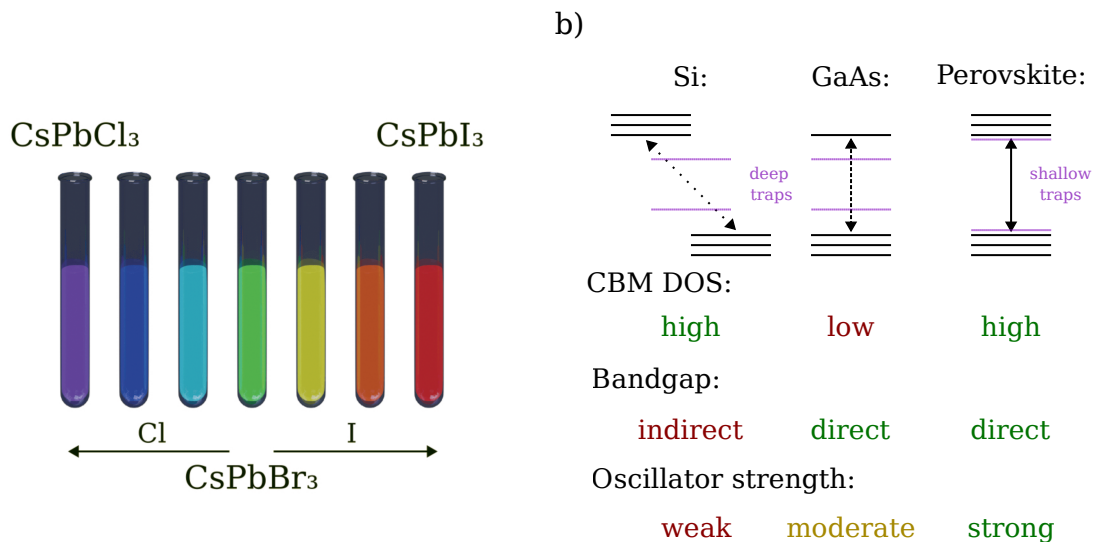 CsPbCl₃
CsPbI₃
Cl
I
CsPbBr₃
b)
Si:
GaAs:
Perovskite:
deep
traps
shallow
traps
CBM DOS:
high
low
high
Bandgap:
indirect
direct
direct
Oscillator strength:
weak
moderate
strong